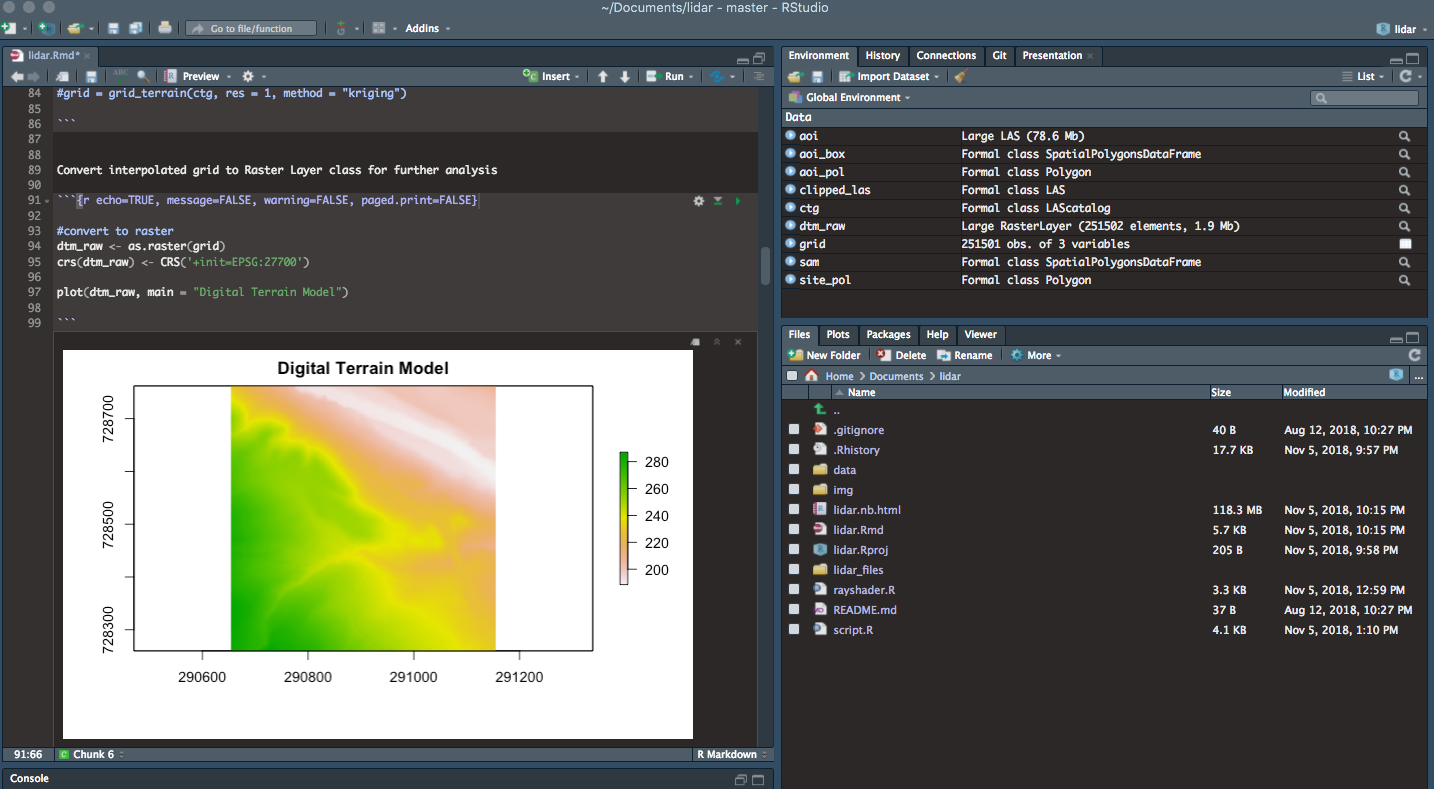 ~/Documents/lidar - master - RStudio
Go to file/function
Addins
lidar
lidar.Rmd*
ABC
Preview
Insert
Run
84 #grid = grid_terrain(ctg, res = 1, method = "kriging")
85
86 ```
87
88
89 Convert interpolated grid to Raster Layer class for further analysis
90
91 ```{r echo=TRUE, message=FALSE, warning=FALSE, paged.print=FALSE}
92
93 #convert to raster
94 dtm_raw <- as.raster(grid)
95 crs(dtm_raw) <- CRS('+init=EPSG:27700')
96
97 plot(dtm_raw, main = "Digital Terrain Model")
98
99 ```
Digital Terrain Model
728700
728500
728300
290600 290800 291000 291200
280
260
240
220
200
91:66 C Chunk 6 R Markdown
Console
Environment History Connections Git Presentation
Import Dataset List
Global Environment
Data
aoi Large LAS (78.6 Mb)
aoi_box Formal class SpatialPolygonsDataFrame
aoi_pol Formal class Polygon
clipped_las Formal class LAS
ctg Formal class LAScatalog
dtm_raw Large RasterLayer (251502 elements, 1.9 Mb)
grid 251501 obs. of 3 variables
sam Formal class SpatialPolygonsDataFrame
site_pol Formal class Polygon
Files Plots Packages Help Viewer
New Folder Delete Rename More
Home Documents lidar ...
Name Size Modified
..
.gitignore 40 B Aug 12, 2018, 10:27 PM
.Rhistory 17.7 KB Nov 5, 2018, 9:57 PM
data
img
lidar.nb.html 118.3 MB Nov 5, 2018, 10:15 PM
lidar.Rmd 5.7 KB Nov 5, 2018, 10:15 PM
lidar.Rproj 205 B Nov 5, 2018, 9:58 PM
lidar_files
rayshader.R 3.3 KB Nov 5, 2018, 12:59 PM
README.md 37 B Aug 12, 2018, 10:27 PM
script.R 4.1 KB Nov 5, 2018, 1:10 PM